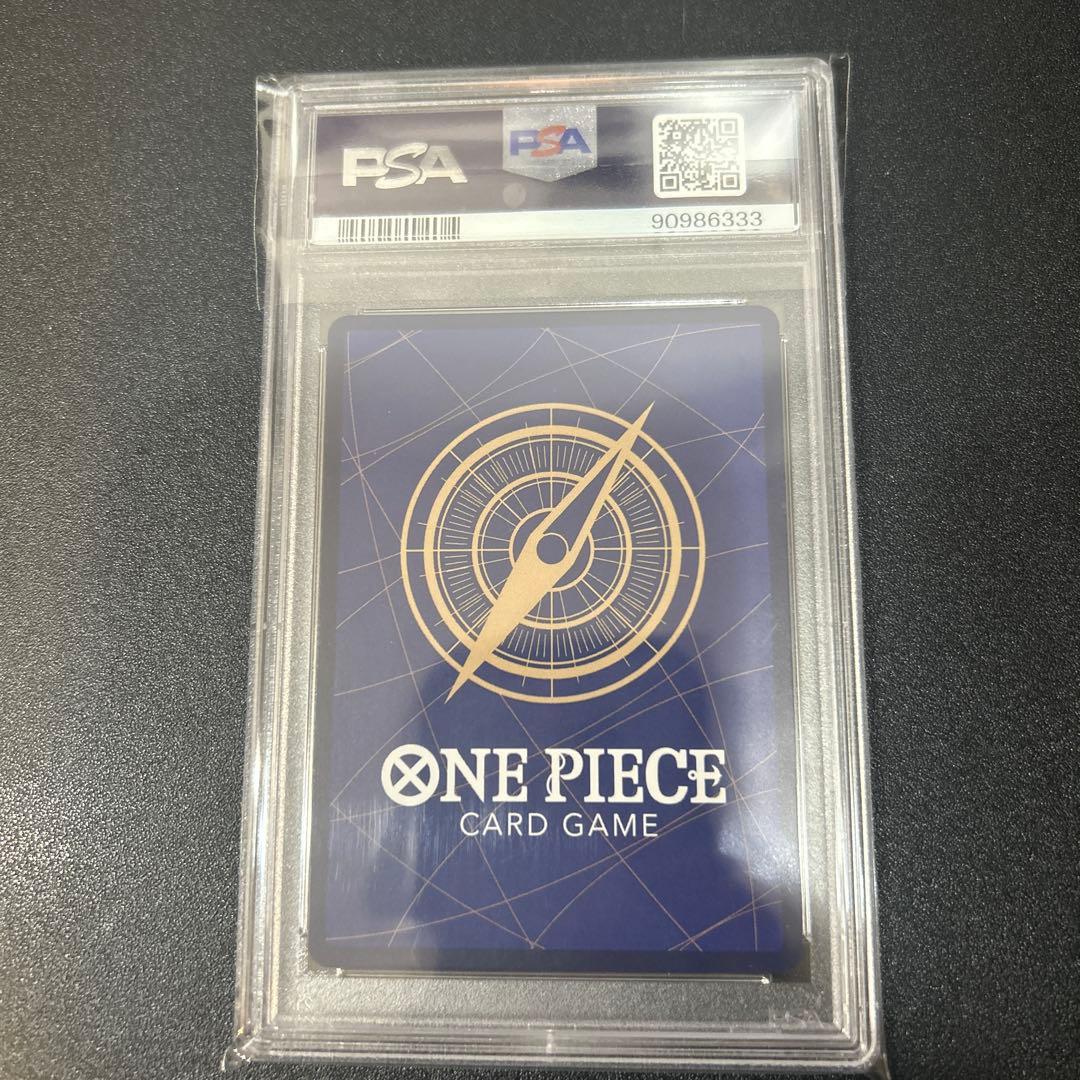 PSA
PSA
90986333
ONE PIECE
CARD GAME